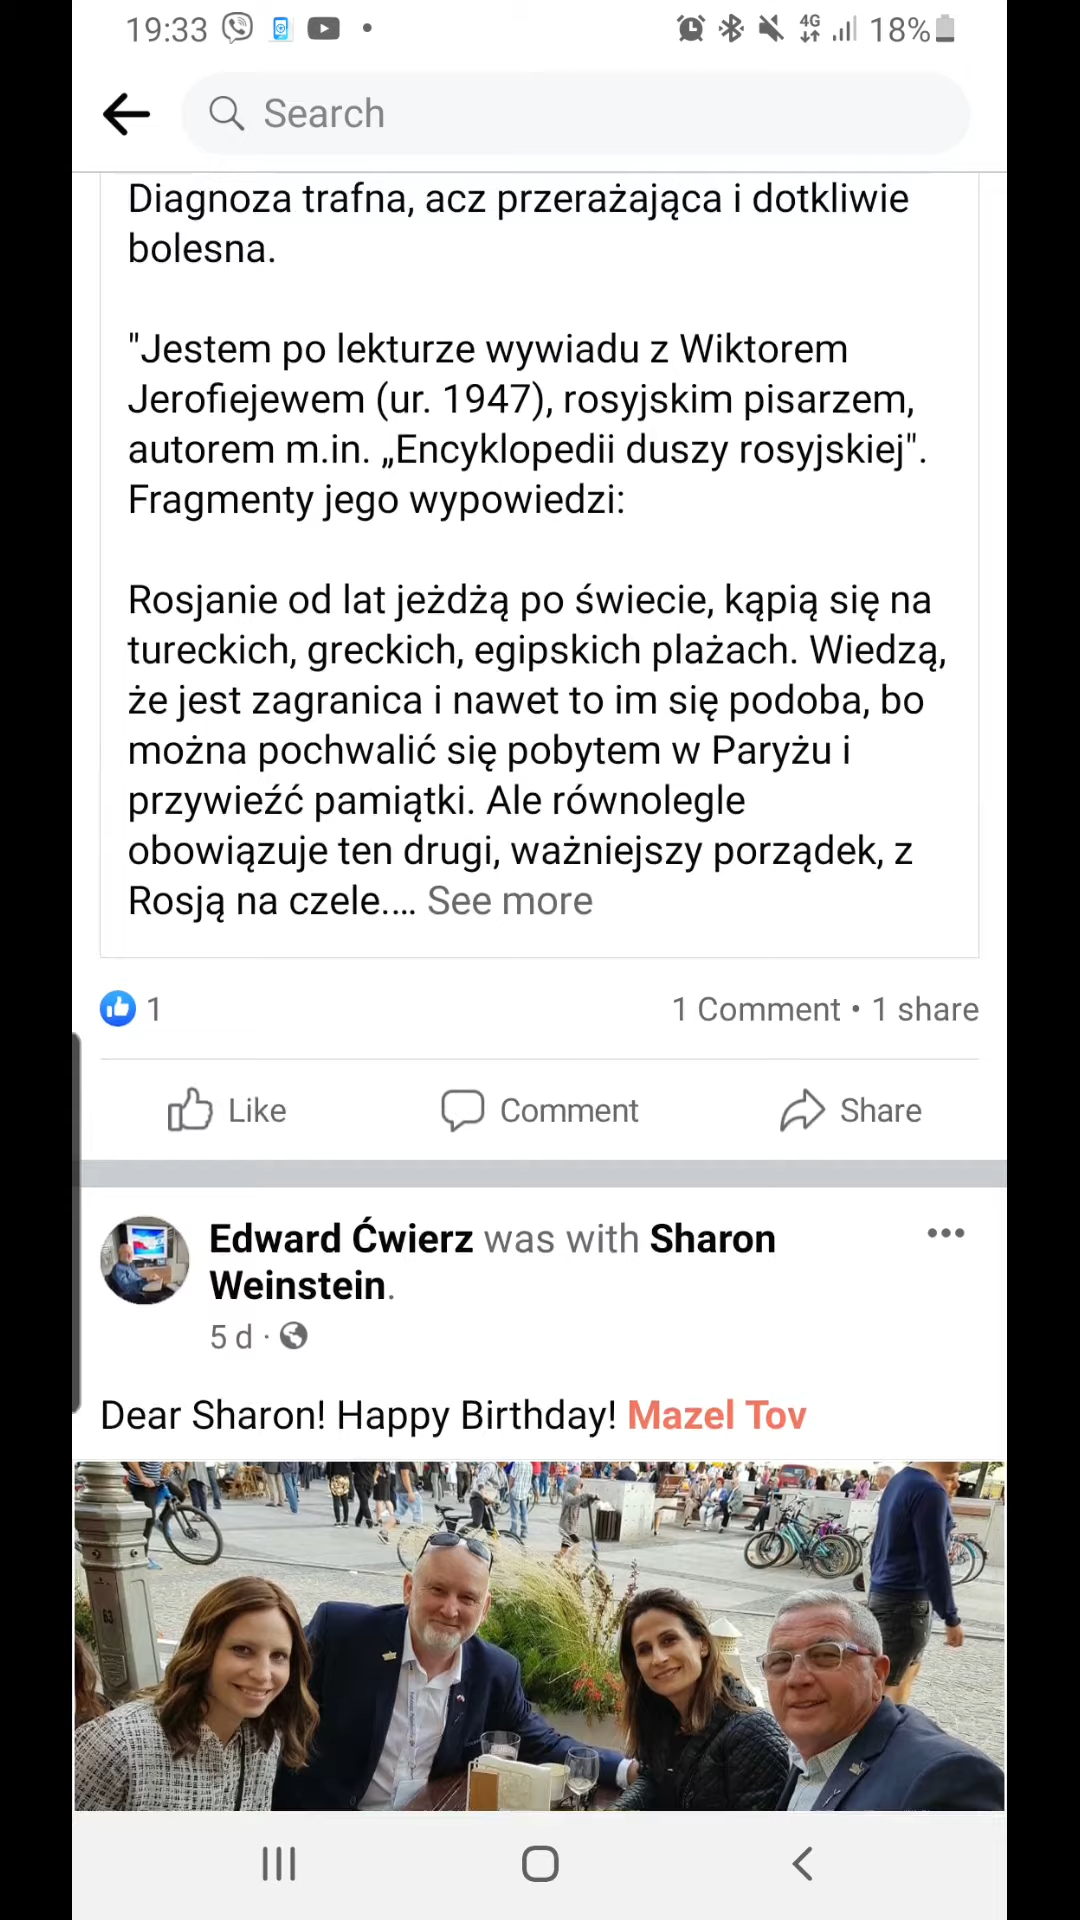 19:33
4G
18%
Search
Diagnoza trafna, acz przerażająca i dotkliwie
bolesna.
"Jestem po lekturze wywiadu z Wiktorem
Jerofiejewem (ur. 1947), rosyjskim pisarzem,
autorem m.in. „Encyklopedii duszy rosyjskiej".
Fragmenty jego wypowiedzi:
Rosjanie od lat jeżdżą po świecie, kąpią się na
tureckich, greckich, egipskich plażach. Wiedzą,
że jest zagranica i nawet to im się podoba, bo
można pochwalić się pobytem w Paryżu i
przywieźć pamiątki. Ale równolegle
obowiązuje ten drugi, ważniejszy porządek, z
Rosją na czele.... See more
1
1 Comment • 1 share
Like
Comment
Share
Edward Ćwierz was with Sharon
Weinstein.
5 d ·
Dear Sharon! Happy Birthday! Mazel Tov